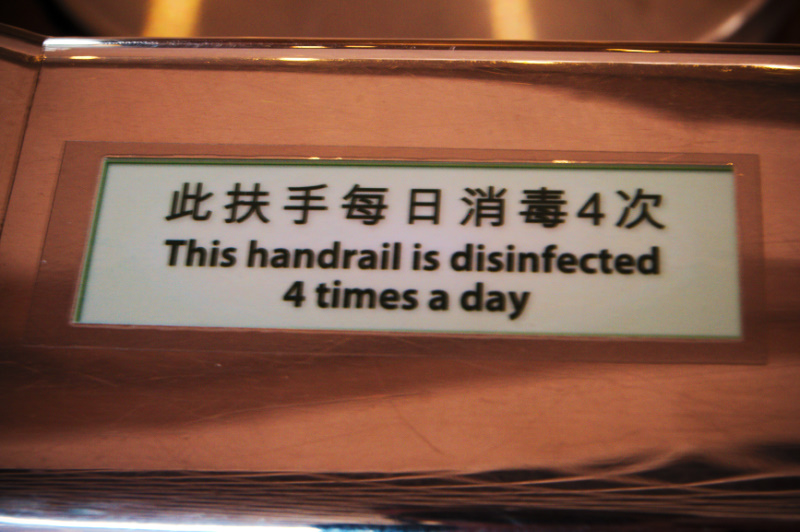 此扶手每日消毒4次
This handrail is disinfected
4 times a day